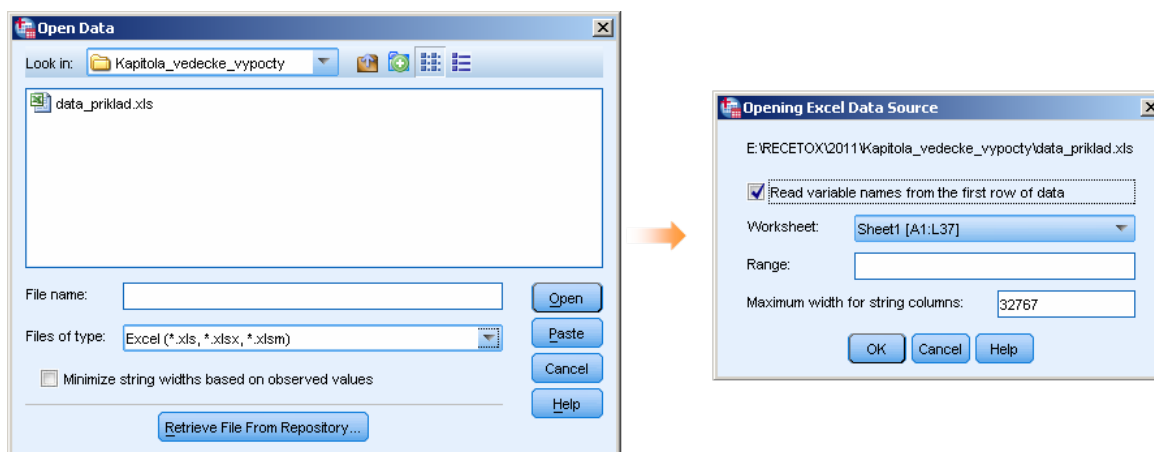 Open Data
Look in: Kapitola_vedecke_vypocty
data_priklad.xls
File name:
Open
Files of type: Excel (*.xls, *.xlsx, *.xlsm)
Paste
Minimize string widths based on observed values
Cancel
Help
Retrieve File From Repository...
Opening Excel Data Source
E:\RECETOX\2011\Kapitola_vedecke_vypocty\data_priklad.xls
Read variable names from the first row of data
Worksheet: Sheet1 [A1:L37]
Range:
Maximum width for string columns: 32767
OK Cancel Help